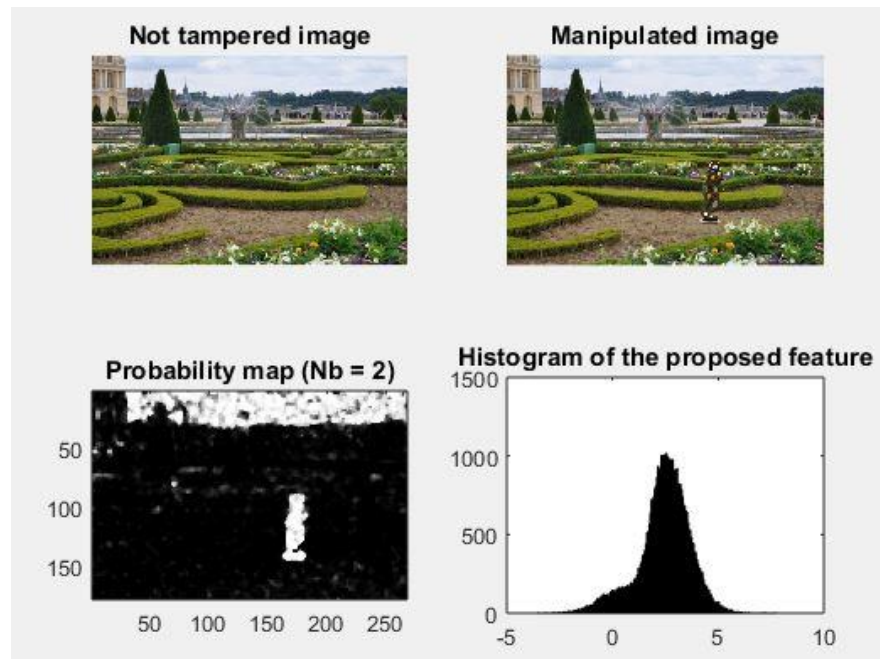 Not tampered image
Manipulated image
Probability map (Nb = 2)
50
100
150
50 100 150 200 250
Histogram of the proposed feature
1500
1000
500
0
-5 0 5 10